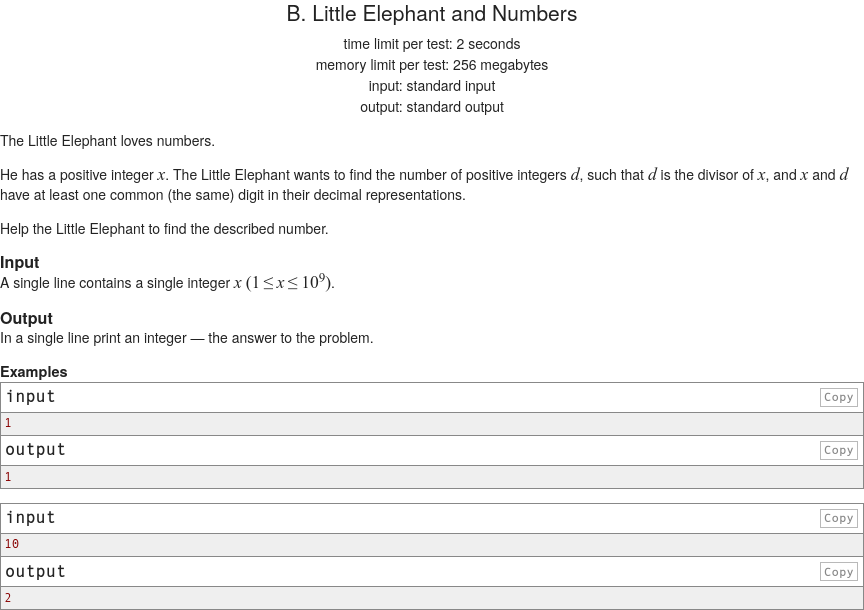 B. Little Elephant and Numbers
time limit per test: 2 seconds
memory limit per test: 256 megabytes
input: standard input
output: standard output
The Little Elephant loves numbers.
He has a positive integer x. The Little Elephant wants to find the number of positive integers d, such that d is the divisor of x, and x and d
have at least one common (the same) digit in their decimal representations.
Help the Little Elephant to find the described number.
Input
A single line contains a single integer x (1 ≤ x ≤ 10⁹).
Output
In a single line print an integer — the answer to the problem.
Examples
input Copy
1
output Copy
1
input Copy
10
output Copy
2